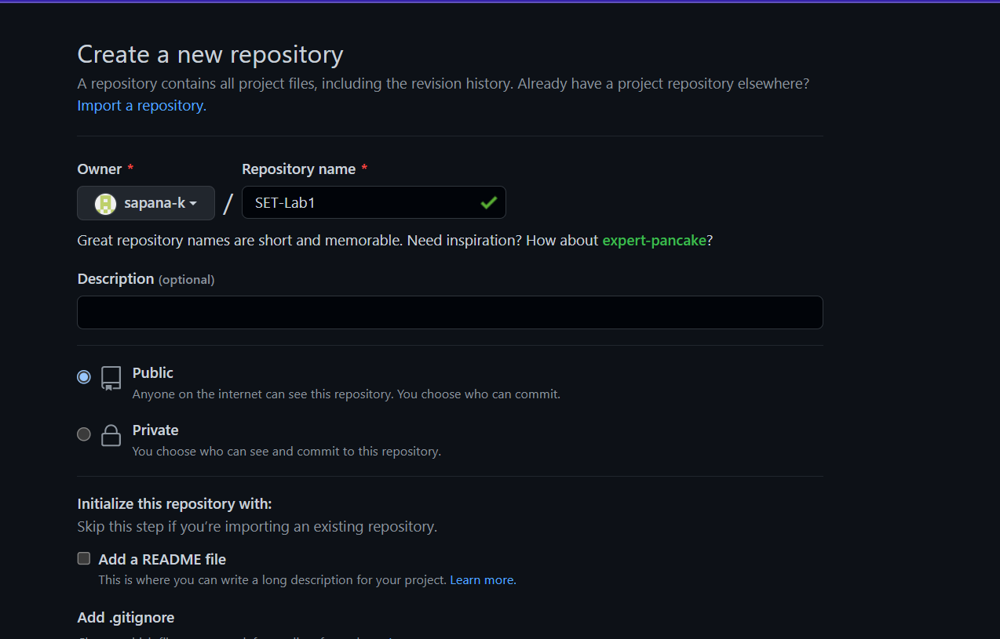 Create a new repository
A repository contains all project files, including the revision history. Already have a project repository elsewhere?
Import a repository.
Owner *
Repository name *
sapana-k
/
SET-Lab1
Great repository names are short and memorable. Need inspiration? How about expert-pancake?
Description (optional)
Public
Anyone on the internet can see this repository. You choose who can commit.
Private
You choose who can see and commit to this repository.
Initialize this repository with:
Skip this step if you’re importing an existing repository.
Add a README file
This is where you can write a long description for your project. Learn more.
Add .gitignore